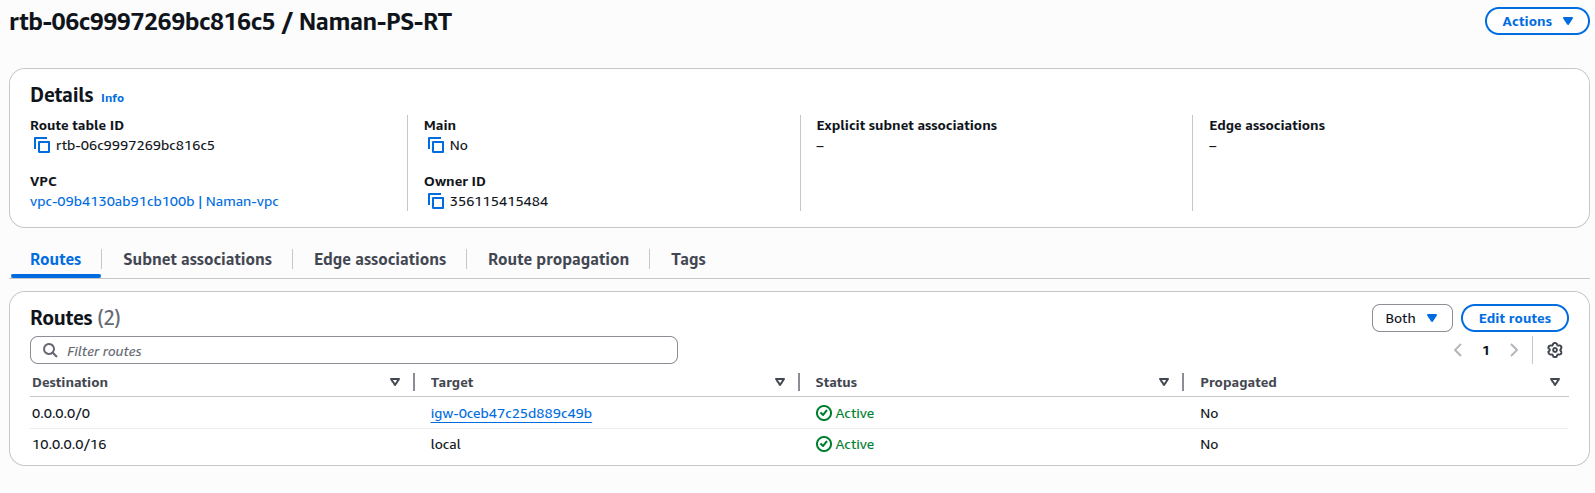 rtb-06c9997269bc816c5 / Naman-PS-RT
Actions
Details Info
Route table ID
rtb-06c9997269bc816c5
Main
No
Explicit subnet associations
–
Edge associations
–
VPC
vpc-09b4130ab91cb100b | Naman-vpc
Owner ID
356115415484
Routes Subnet associations Edge associations Route propagation Tags
Routes (2)
Both
Edit routes
Filter routes
1
Destination Target Status Propagated
0.0.0.0/0 igw-0ceb47c25d889c49b Active No
10.0.0.0/16 local Active No